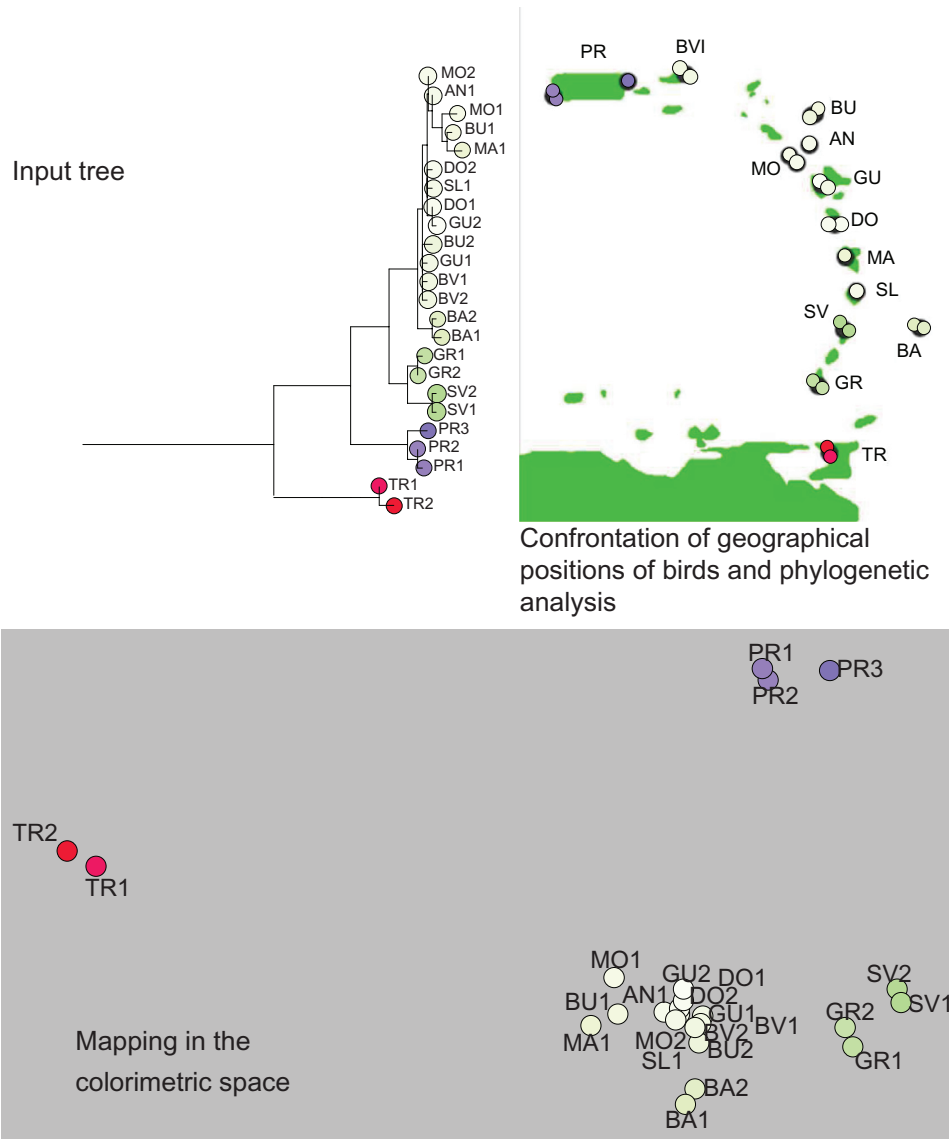 Input tree
MO2
AN1
MO1
BU1
MA1
DO2
SL1
DO1
GU2
BU2
GU1
BV1
BV2
BA2
BA1
GR1
GR2
SV2
SV1
PR3
PR2
PR1
TR1
TR2
PR
BVI
BU
AN
MO
GU
DO
MA
SL
SV
BA
GR
TR
Confrontation of geographical
positions of birds and phylogenetic
analysis
PR1
PR3
PR2
TR2
TR1
MO1
GU2 DO1
SV2
BU1 AN1 DO2
SV1
GU1
GR2
MA1 MO2 BV2 BV1
SL1 BU2
GR1
BA2
BA1
Mapping in the
colorimetric space